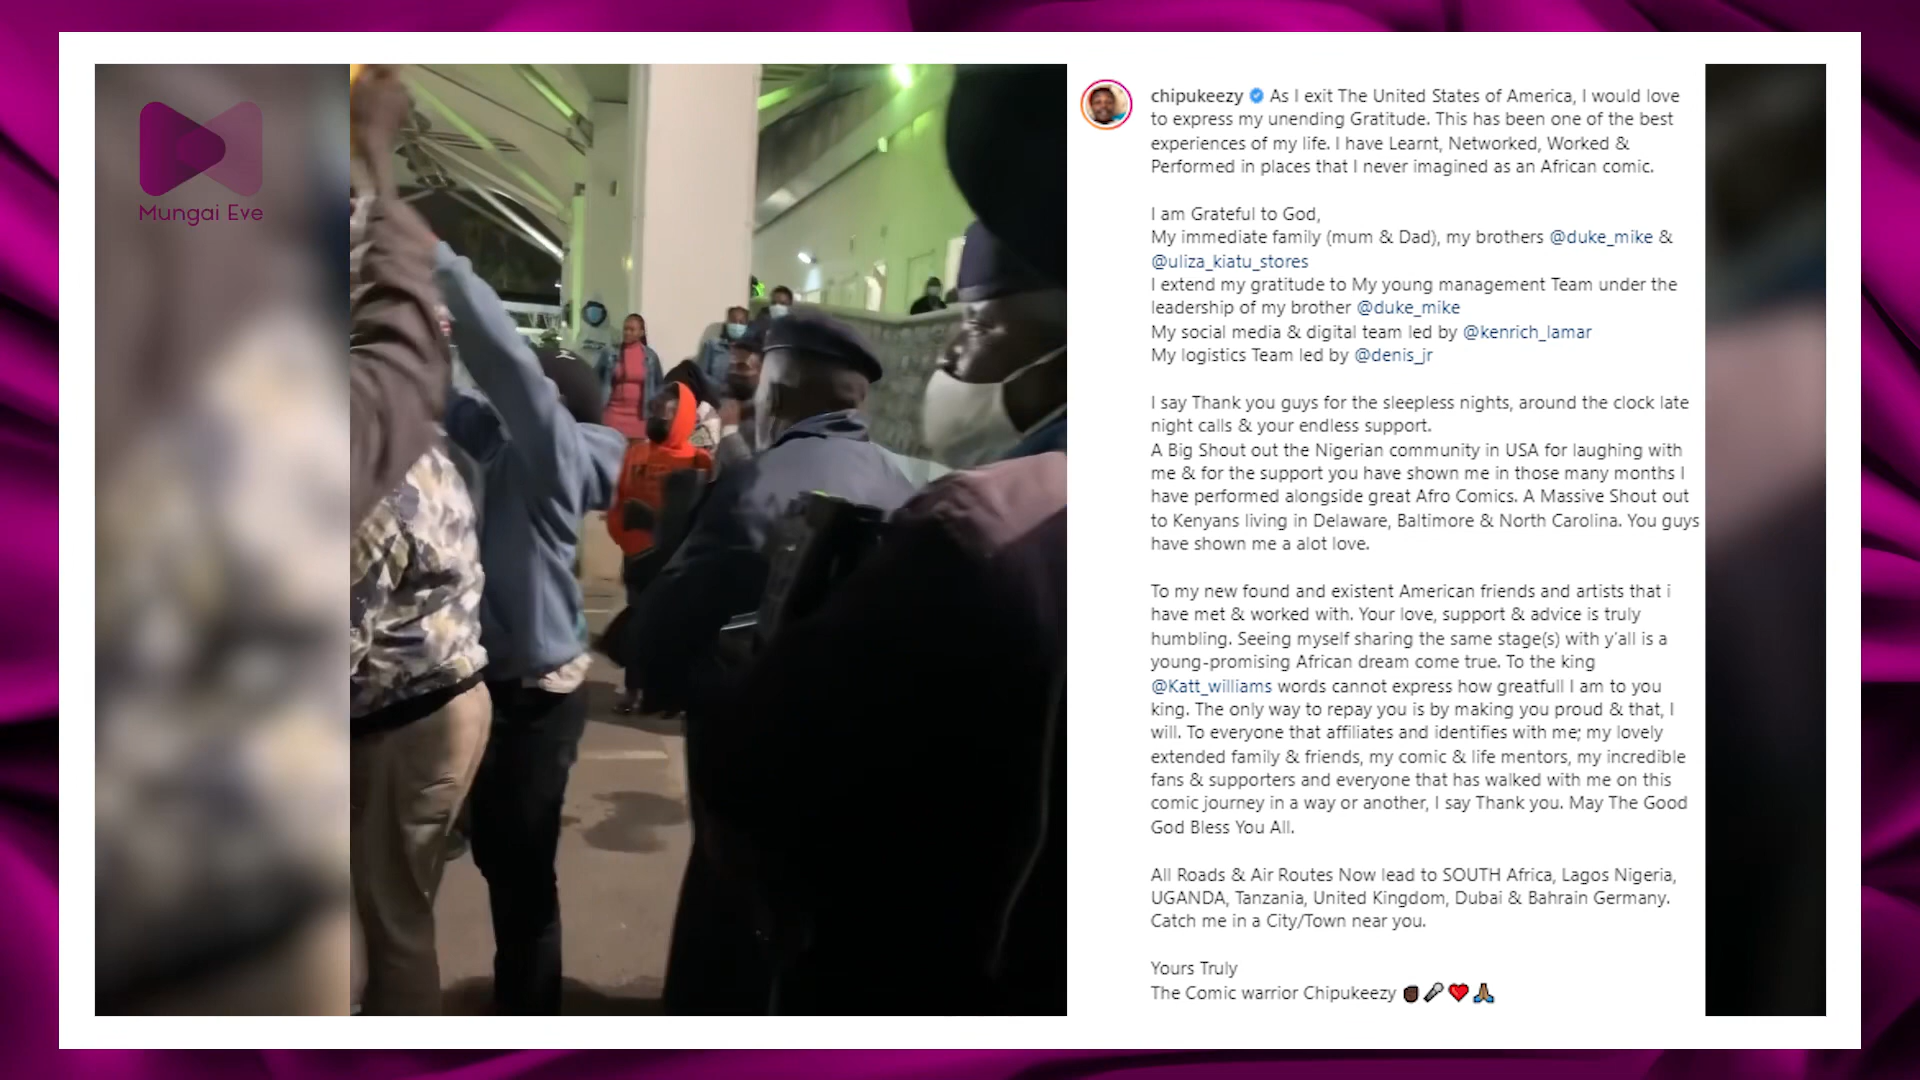 Mungai Eve
chipukeezy As I exit The United States of America, I would love
to express my unending Gratitude. This has been one of the best
experiences of my life. I have Learnt, Networked, Worked &
Performed in places that I never imagined as an African comic.
I am Grateful to God,
My immediate family (mum & Dad), my brothers @duke_mike &
@uliza_kiatu_stores
I extend my gratitude to My young management Team under the
leadership of my brother @duke_mike
My social media & digital team led by @kenrich_lamar
My logistics Team led by @denis_jr
I say Thank you guys for the sleepless nights, around the clock late
night calls & your endless support.
A Big Shout out the Nigerian community in USA for laughing with
me & for the support you have shown me in those many months I
have performed alongside great Afro Comics. A Massive Shout out
to Kenyans living in Delaware, Baltimore & North Carolina. You guys
have shown me a alot love.
To my new found and existent American friends and artists that i
have met & worked with. Your love, support & advice is truly
humbling. Seeing myself sharing the same stage(s) with y'all is a
young-promising African dream come true. To the king
@Katt_williams words cannot express how greatfull I am to you
king. The only way to repay you is by making you proud & that, I
will. To everyone that affiliates and identifies with me; my lovely
extended family & friends, my comic & life mentors, my incredible
fans & supporters and everyone that has walked with me on this
comic journey in a way or another, I say Thank you. May The Good
God Bless You All.
All Roads & Air Routes Now lead to SOUTH Africa, Lagos Nigeria,
UGANDA, Tanzania, United Kingdom, Dubai & Bahrain Germany.
Catch me in a City/Town near you.
Yours Truly
The Comic warrior Chipukeezy ✊🏿🎤❤️🙏🏾